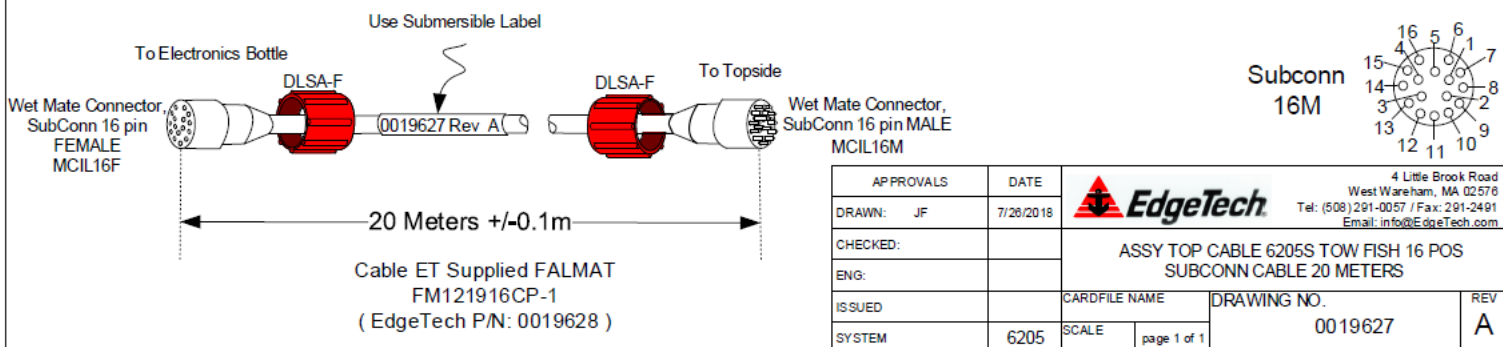 Use Submersible Label
To Electronics Bottle
DLSA-F
DLSA-F
To Topside
Wet Mate Connector,
SubConn 16 pin
FEMALE
MCIL16F
0019627 Rev A
Wet Mate Connector,
SubConn 16 pin MALE
MCIL16M
20 Meters +/-0.1m
Cable ET Supplied FALMAT
FM121916CP-1
( EdgeTech P/N: 0019628 )
Subconn
16M
16
5
6
4
1
15
7
14
8
3
2
13
9
12
11
10
APPROVALS
DATE
DRAWN: JF
7/26/2018
CHECKED:
ENG:
ISSUED
SYSTEM
6205
EdgeTech
4 Little Brook Road
West Wareham, MA 02576
Tel: (508) 291-0057 / Fax: 291-2491
Email: info@EdgeTech.com
ASSY TOP CABLE 6205S TOW FISH 16 POS
SUBCONN CABLE 20 METERS
CARDFILE NAME
DRAWING NO.
0019627
REV
A
SCALE
page 1 of 1